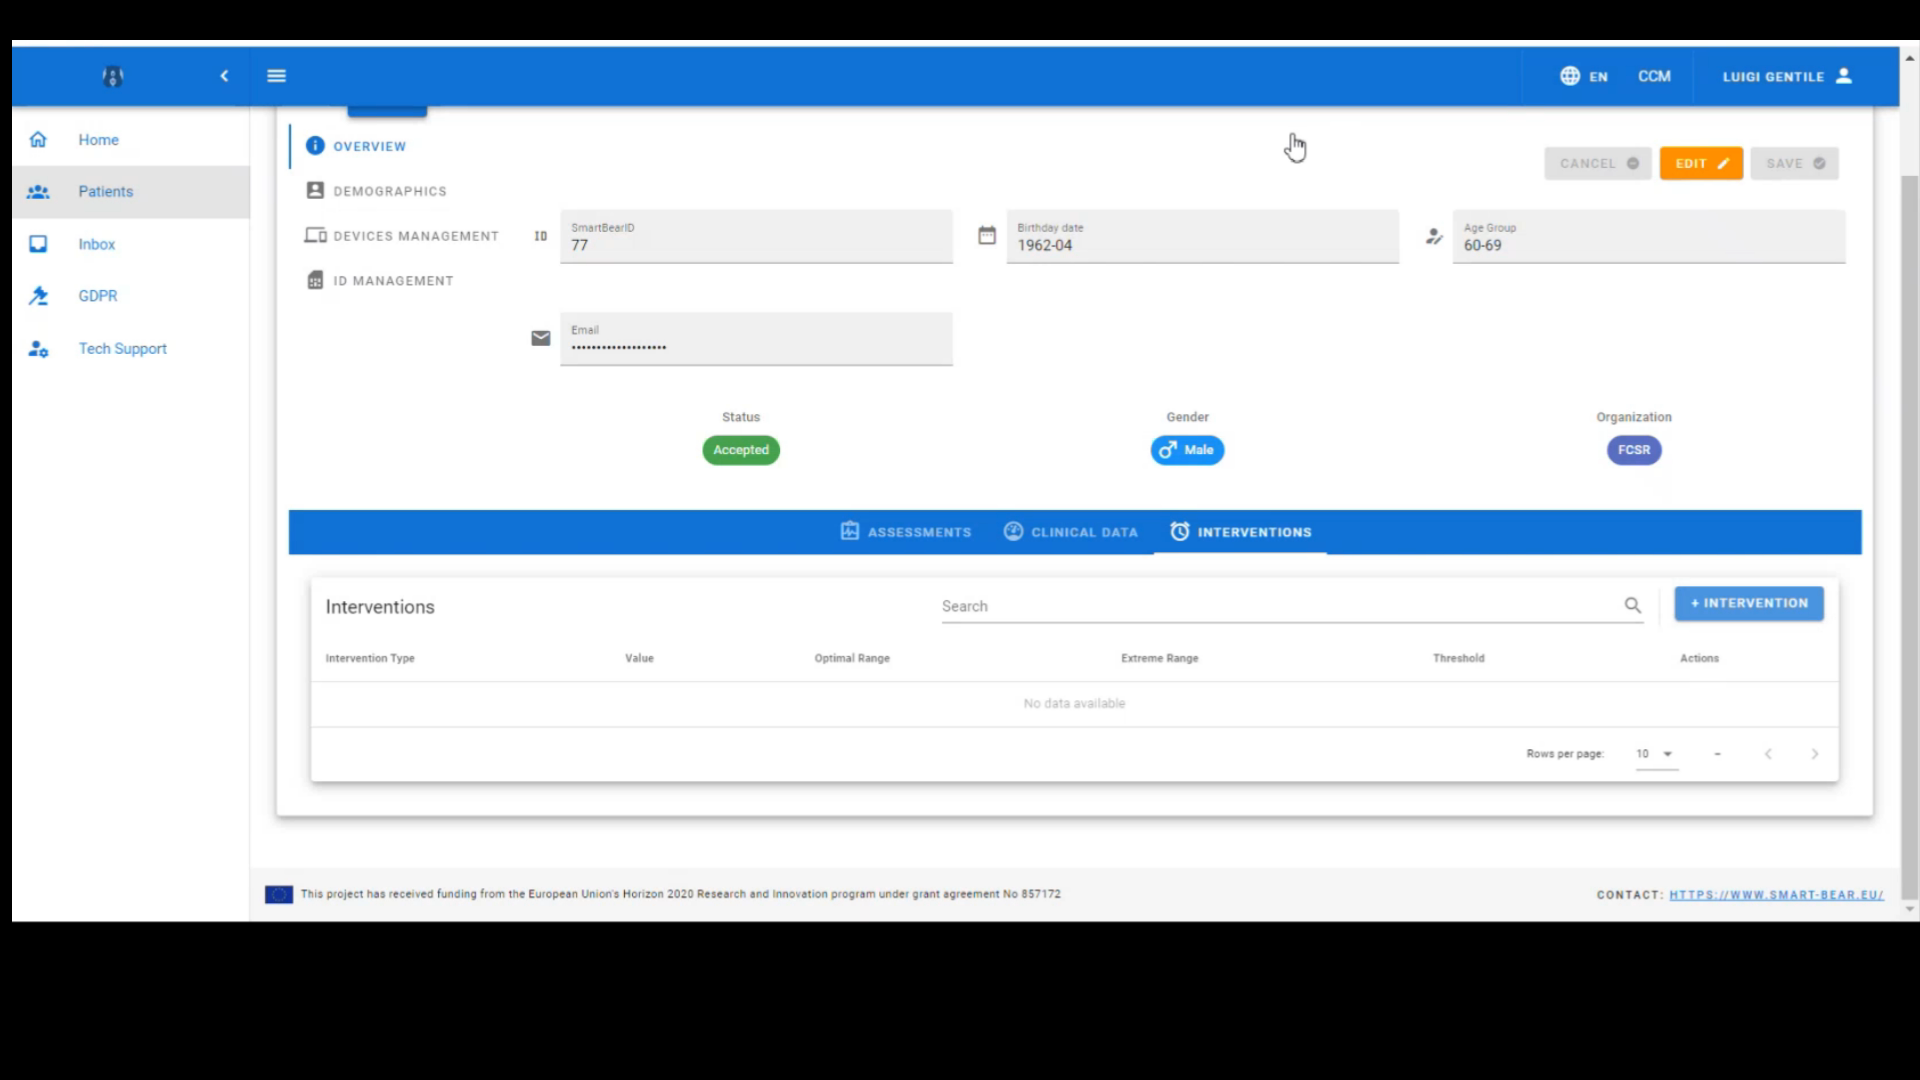 EN CCM LUIGI GENTILE
Home
Patients
Inbox
GDPR
Tech Support
OVERVIEW
DEMOGRAPHICS
DEVICES MANAGEMENT
ID MANAGEMENT
CANCEL EDIT SAVE
ID
SmartBearID
77
Birthday date
1962-04
Age Group
60-69
Email
•••••••••••••••••••
Status
Accepted
Gender
Male
Organization
FCSR
ASSESSMENTS CLINICAL DATA INTERVENTIONS
Interventions Search + INTERVENTION
Intervention Type Value Optimal Range Extreme Range Threshold Actions
No data available
Rows per page: 10 –
This project has received funding from the European Union's Horizon 2020 Research and Innovation program under grant agreement No 857172
CONTACT: HTTPS://WWW.SMART-BEAR.EU/